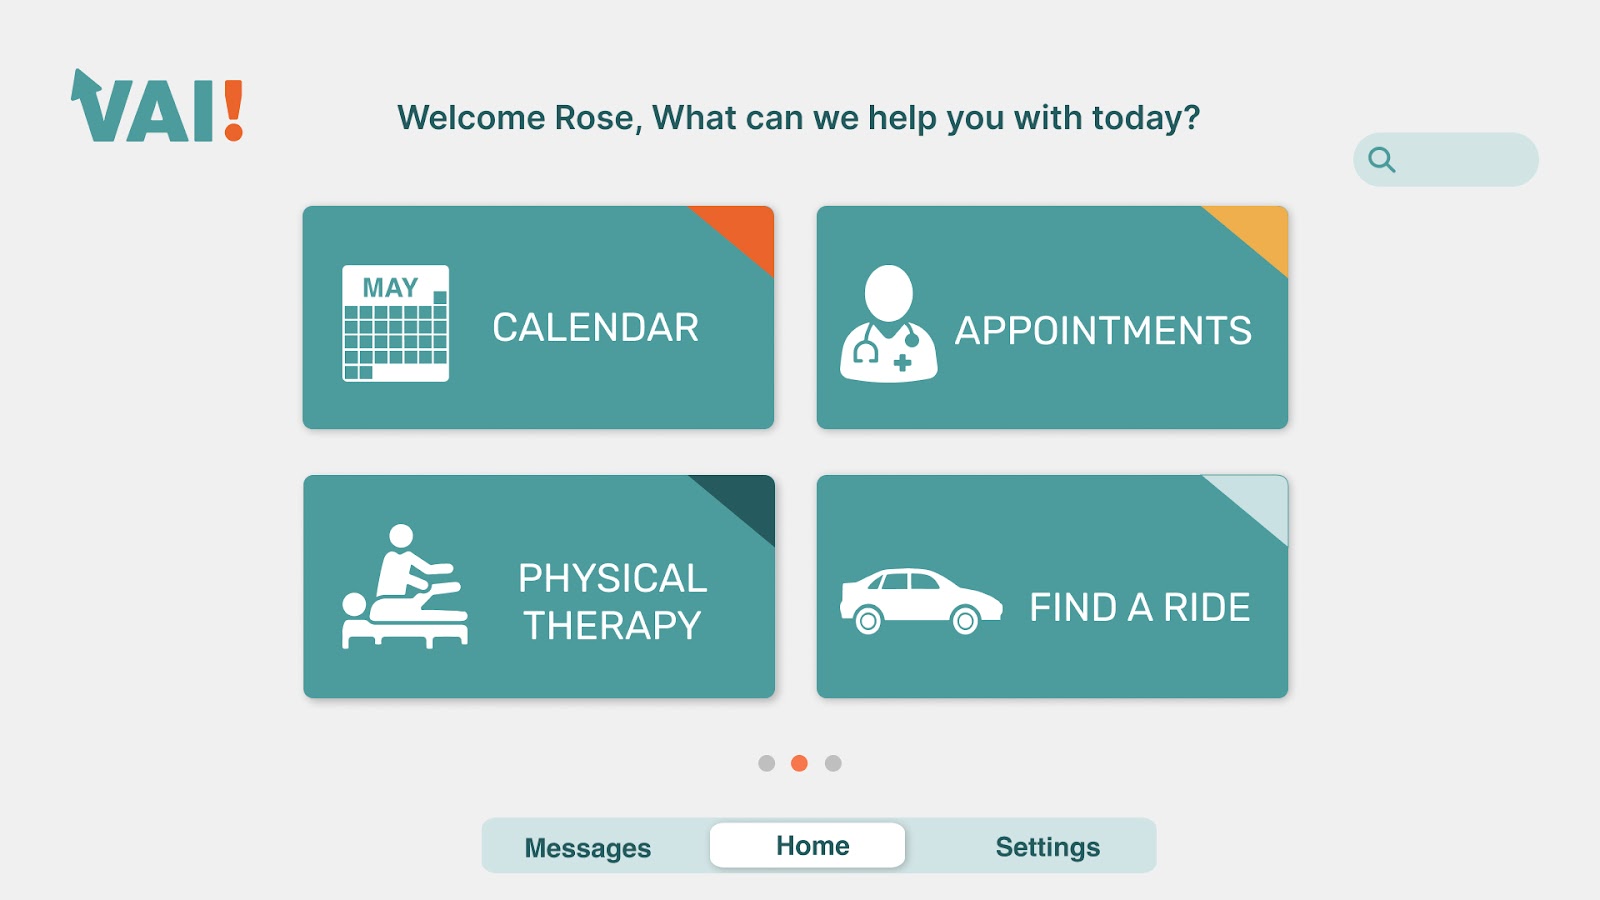 VAI!
Welcome Rose, What can we help you with today?
MAY
CALENDAR
APPOINTMENTS
PHYSICAL
THERAPY
FIND A RIDE
Messages
Home
Settings